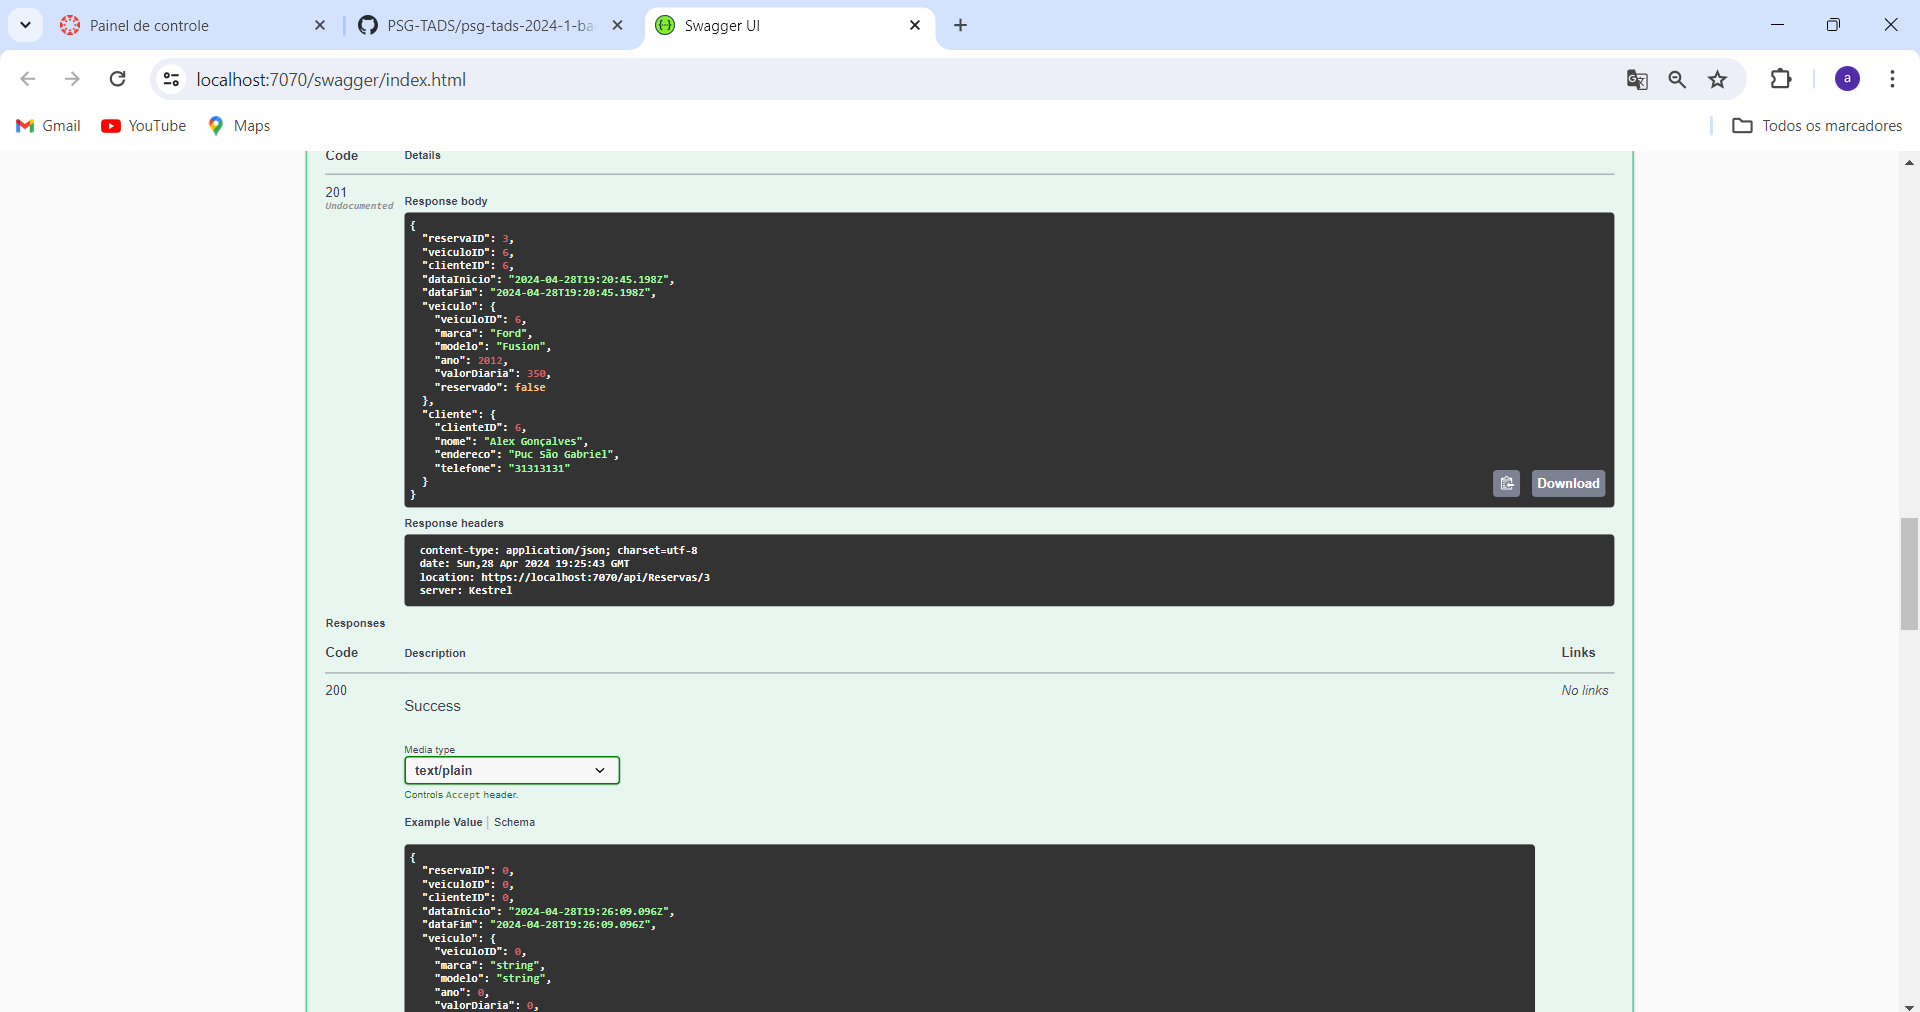 Painel de controle
PSG-TADS/psg-tads-2024-1-ba
Swagger UI
localhost:7070/swagger/index.html
a
Gmail
YouTube
Maps
Todos os marcadores
Code Details
201
Undocumented
Response body
{
"reservaID": 3,
"veiculoID": 6,
"clienteID": 6,
"dataInicio": "2024-04-28T19:20:45.198Z",
"dataFim": "2024-04-28T19:20:45.198Z",
"veiculo": {
"veiculoID": 6,
"marca": "Ford",
"modelo": "Fusion",
"ano": 2012,
"valorDiaria": 350,
"reservado": false
},
"cliente": {
"clienteID": 6,
"nome": "Alex Gonçalves",
"endereco": "Puc São Gabriel",
"telefone": "31313131"
}
}
Download
Response headers
content-type: application/json; charset=utf-8
date: Sun,28 Apr 2024 19:25:43 GMT
location: https://localhost:7070/api/Reservas/3
server: Kestrel
Responses
Code Description Links
200 No links
Success
Media type
text/plain
Controls Accept header.
Example Value Schema
{
"reservaID": 0,
"veiculoID": 0,
"clienteID": 0,
"dataInicio": "2024-04-28T19:26:09.096Z",
"dataFim": "2024-04-28T19:26:09.096Z",
"veiculo": {
"veiculoID": 0,
"marca": "string",
"modelo": "string",
"ano": 0,
"valorDiaria": 0,